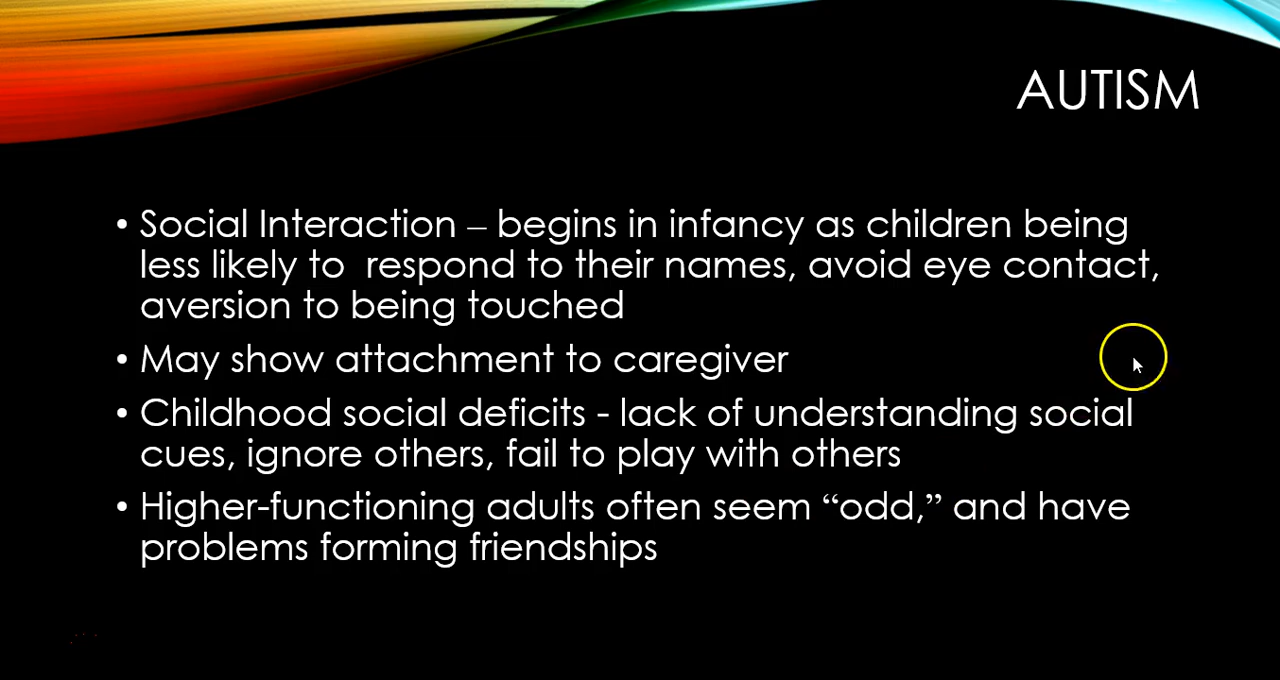 AUTISM
• Social Interaction – begins in infancy as children being
less likely to  respond to their names, avoid eye contact,
aversion to being touched
• May show attachment to caregiver
• Childhood social deficits - lack of understanding social
cues, ignore others, fail to play with others
• Higher-functioning adults often seem “odd,” and have
problems forming friendships